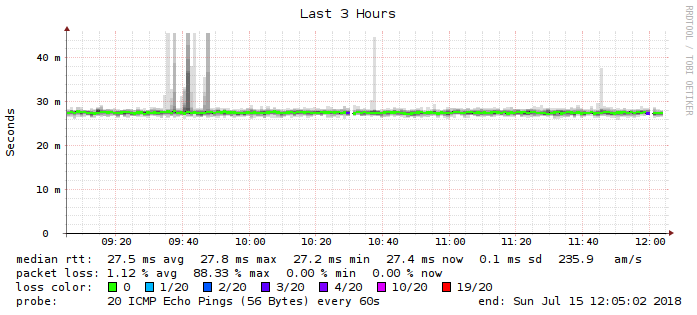 Last 3 Hours
RRDTOOL / TOBI OETIKER
Seconds
40 m
30 m
20 m
10 m
0
09:20 09:40 10:00 10:20 10:40 11:00 11:20 11:40 12:00
median rtt: 27.5 ms avg 27.8 ms max 27.2 ms min 27.4 ms now 0.1 ms sd 235.9 am/s
packet loss: 1.12 % avg 88.33 % max 0.00 % min 0.00 % now
loss color: 0 1/20 2/20 3/20 4/20 10/20 19/20
probe: 20 ICMP Echo Pings (56 Bytes) every 60s end: Sun Jul 15 12:05:02 2018